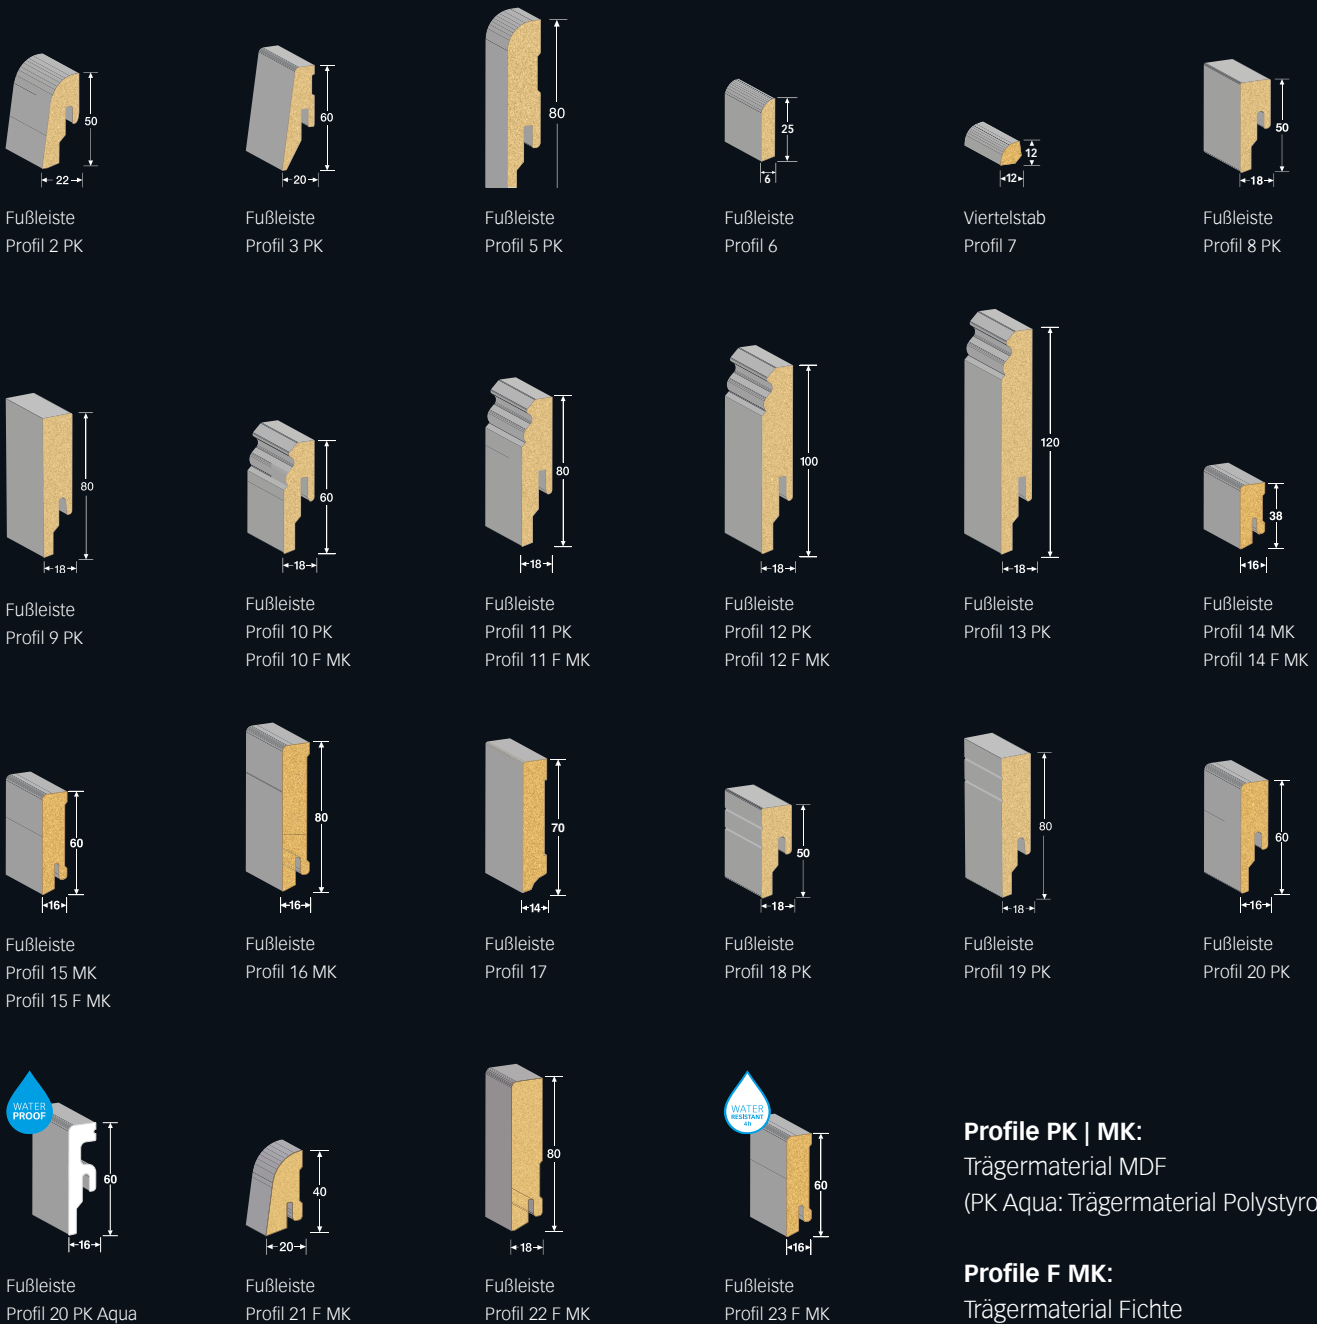 50
22
Fußleiste
Profil 2 PK
60
20
Fußleiste
Profil 3 PK
80
Fußleiste
Profil 5 PK
25
6
Fußleiste
Profil 6
12
12
Viertelstab
Profil 7
50
18
Fußleiste
Profil 8 PK
80
18
Fußleiste
Profil 9 PK
60
18
Fußleiste
Profil 10 PK
Profil 10 F MK
80
18
Fußleiste
Profil 11 PK
Profil 11 F MK
100
18
Fußleiste
Profil 12 PK
Profil 12 F MK
120
18
Fußleiste
Profil 13 PK
38
16
Fußleiste
Profil 14 MK
Profil 14 F MK
60
16
Fußleiste
Profil 15 MK
Profil 15 F MK
80
16
Fußleiste
Profil 16 MK
70
14
Fußleiste
Profil 17
50
18
Fußleiste
Profil 18 PK
80
18
Fußleiste
Profil 19 PK
60
16
Fußleiste
Profil 20 PK
WATER
PROOF
60
16
Fußleiste
Profil 20 PK Aqua
40
20
Fußleiste
Profil 21 F MK
80
18
Fußleiste
Profil 22 F MK
WATER
RESISTANT
4h
60
16
Fußleiste
Profil 23 F MK
Profile PK | MK:
Trägermaterial MDF
(PK Aqua: Trägermaterial Polystyro
Profile F MK:
Trägermaterial Fichte